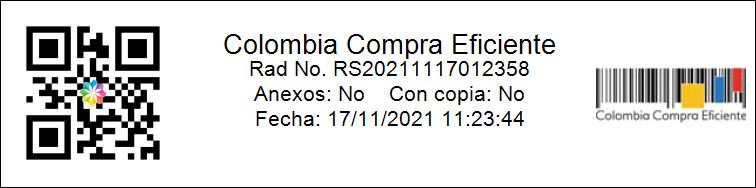 Colombia Compra Eficiente
Rad No. RS20211117012358
Anexos: No    Con copia: No
Fecha: 17/11/2021 11:23:44
Colombia Compra Eficiente